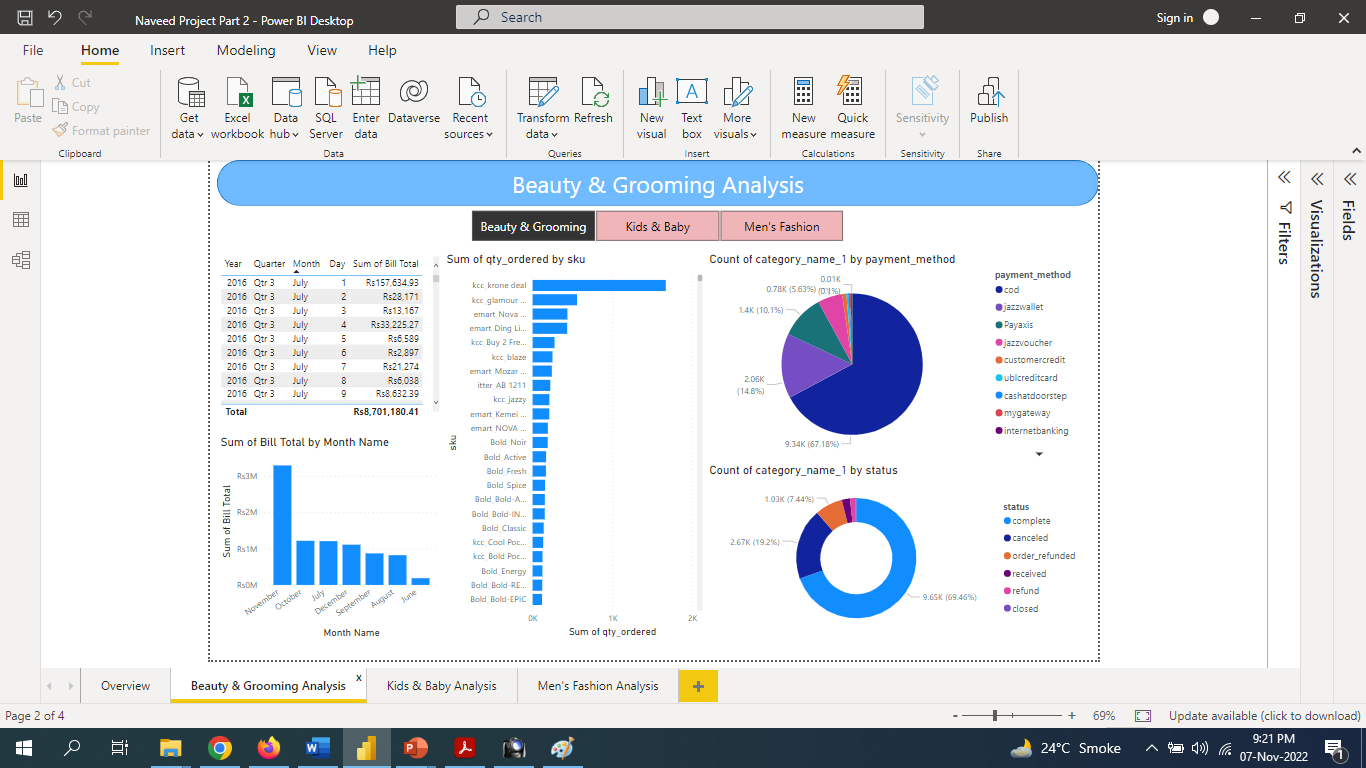 Naveed Project Part 2 - Power BI Desktop
Search
Sign in
File Home Insert Modeling View Help
Paste
Cut
Copy
Format painter
Clipboard
Get data
Excel workbook
Data hub
SQL Server
Enter data
Dataverse
Recent sources
Data
Transform data
Refresh
Queries
New visual
Text box
More visuals
Insert
New measure
Quick measure
Calculations
Sensitivity
Sensitivity
Publish
Share
Beauty & Grooming Analysis
Beauty & Grooming Kids & Baby Men's Fashion
Year Quarter Month Day Sum of Bill Total
2016 Qtr 3 July 1 Rs157,634.93
2016 Qtr 3 July 2 Rs28,171
2016 Qtr 3 July 3 Rs13,167
2016 Qtr 3 July 4 Rs33,225.27
2016 Qtr 3 July 5 Rs6,589
2016 Qtr 3 July 6 Rs2,897
2016 Qtr 3 July 7 Rs21,274
2016 Qtr 3 July 8 Rs6,038
2016 Qtr 3 July 9 Rs8,632.39
Total Rs8,701,180.41
Sum of Bill Total by Month Name
Sum of Bill Total
Rs3M
Rs2M
Rs1M
Rs0M
November October July December September August June
Month Name
Sum of qty_ordered by sku
sku
kcc_krone deal
kcc_glamour ...
emart_Nova ...
emart_Ding Li...
kcc_Buy 2 Fre...
kcc_blaze
emart_Mozar ...
itter_AB 1211
kcc_jazzy
emart_Kemei ...
emart_NOVA ...
Bold_Noir
Bold_Active
Bold_Fresh
Bold_Spice
Bold_Bold-A...
Bold_Bold-IN...
Bold_Classic
kcc_Cool Poc...
kcc_Bold Poc...
Bold_Energy
Bold_Bold-RE...
Bold_Bold-EPIC
0K 1K 2K
Sum of qty_ordered
Count of category_name_1 by payment_method
0.01K
(0.1%)
0.78K (5.63%)
1.4K (10.1%)
2.06K
(14.8%)
9.34K (67.18%)
payment_method
cod
jazzwallet
Payaxis
jazzvoucher
customercredit
ublcreditcard
cashatdoorstep
mygateway
internetbanking
Count of category_name_1 by status
1.03K (7.44%)
2.67K (19.2%)
9.65K (69.46%)
status
complete
canceled
order_refunded
received
refund
closed
Filters
Visualizations
Fields
Overview Beauty & Grooming Analysis x Kids & Baby Analysis Men's Fashion Analysis +
Page 2 of 4
- + 69% Update available (click to download)
24°C Smoke
9:21 PM
07-Nov-2022
1